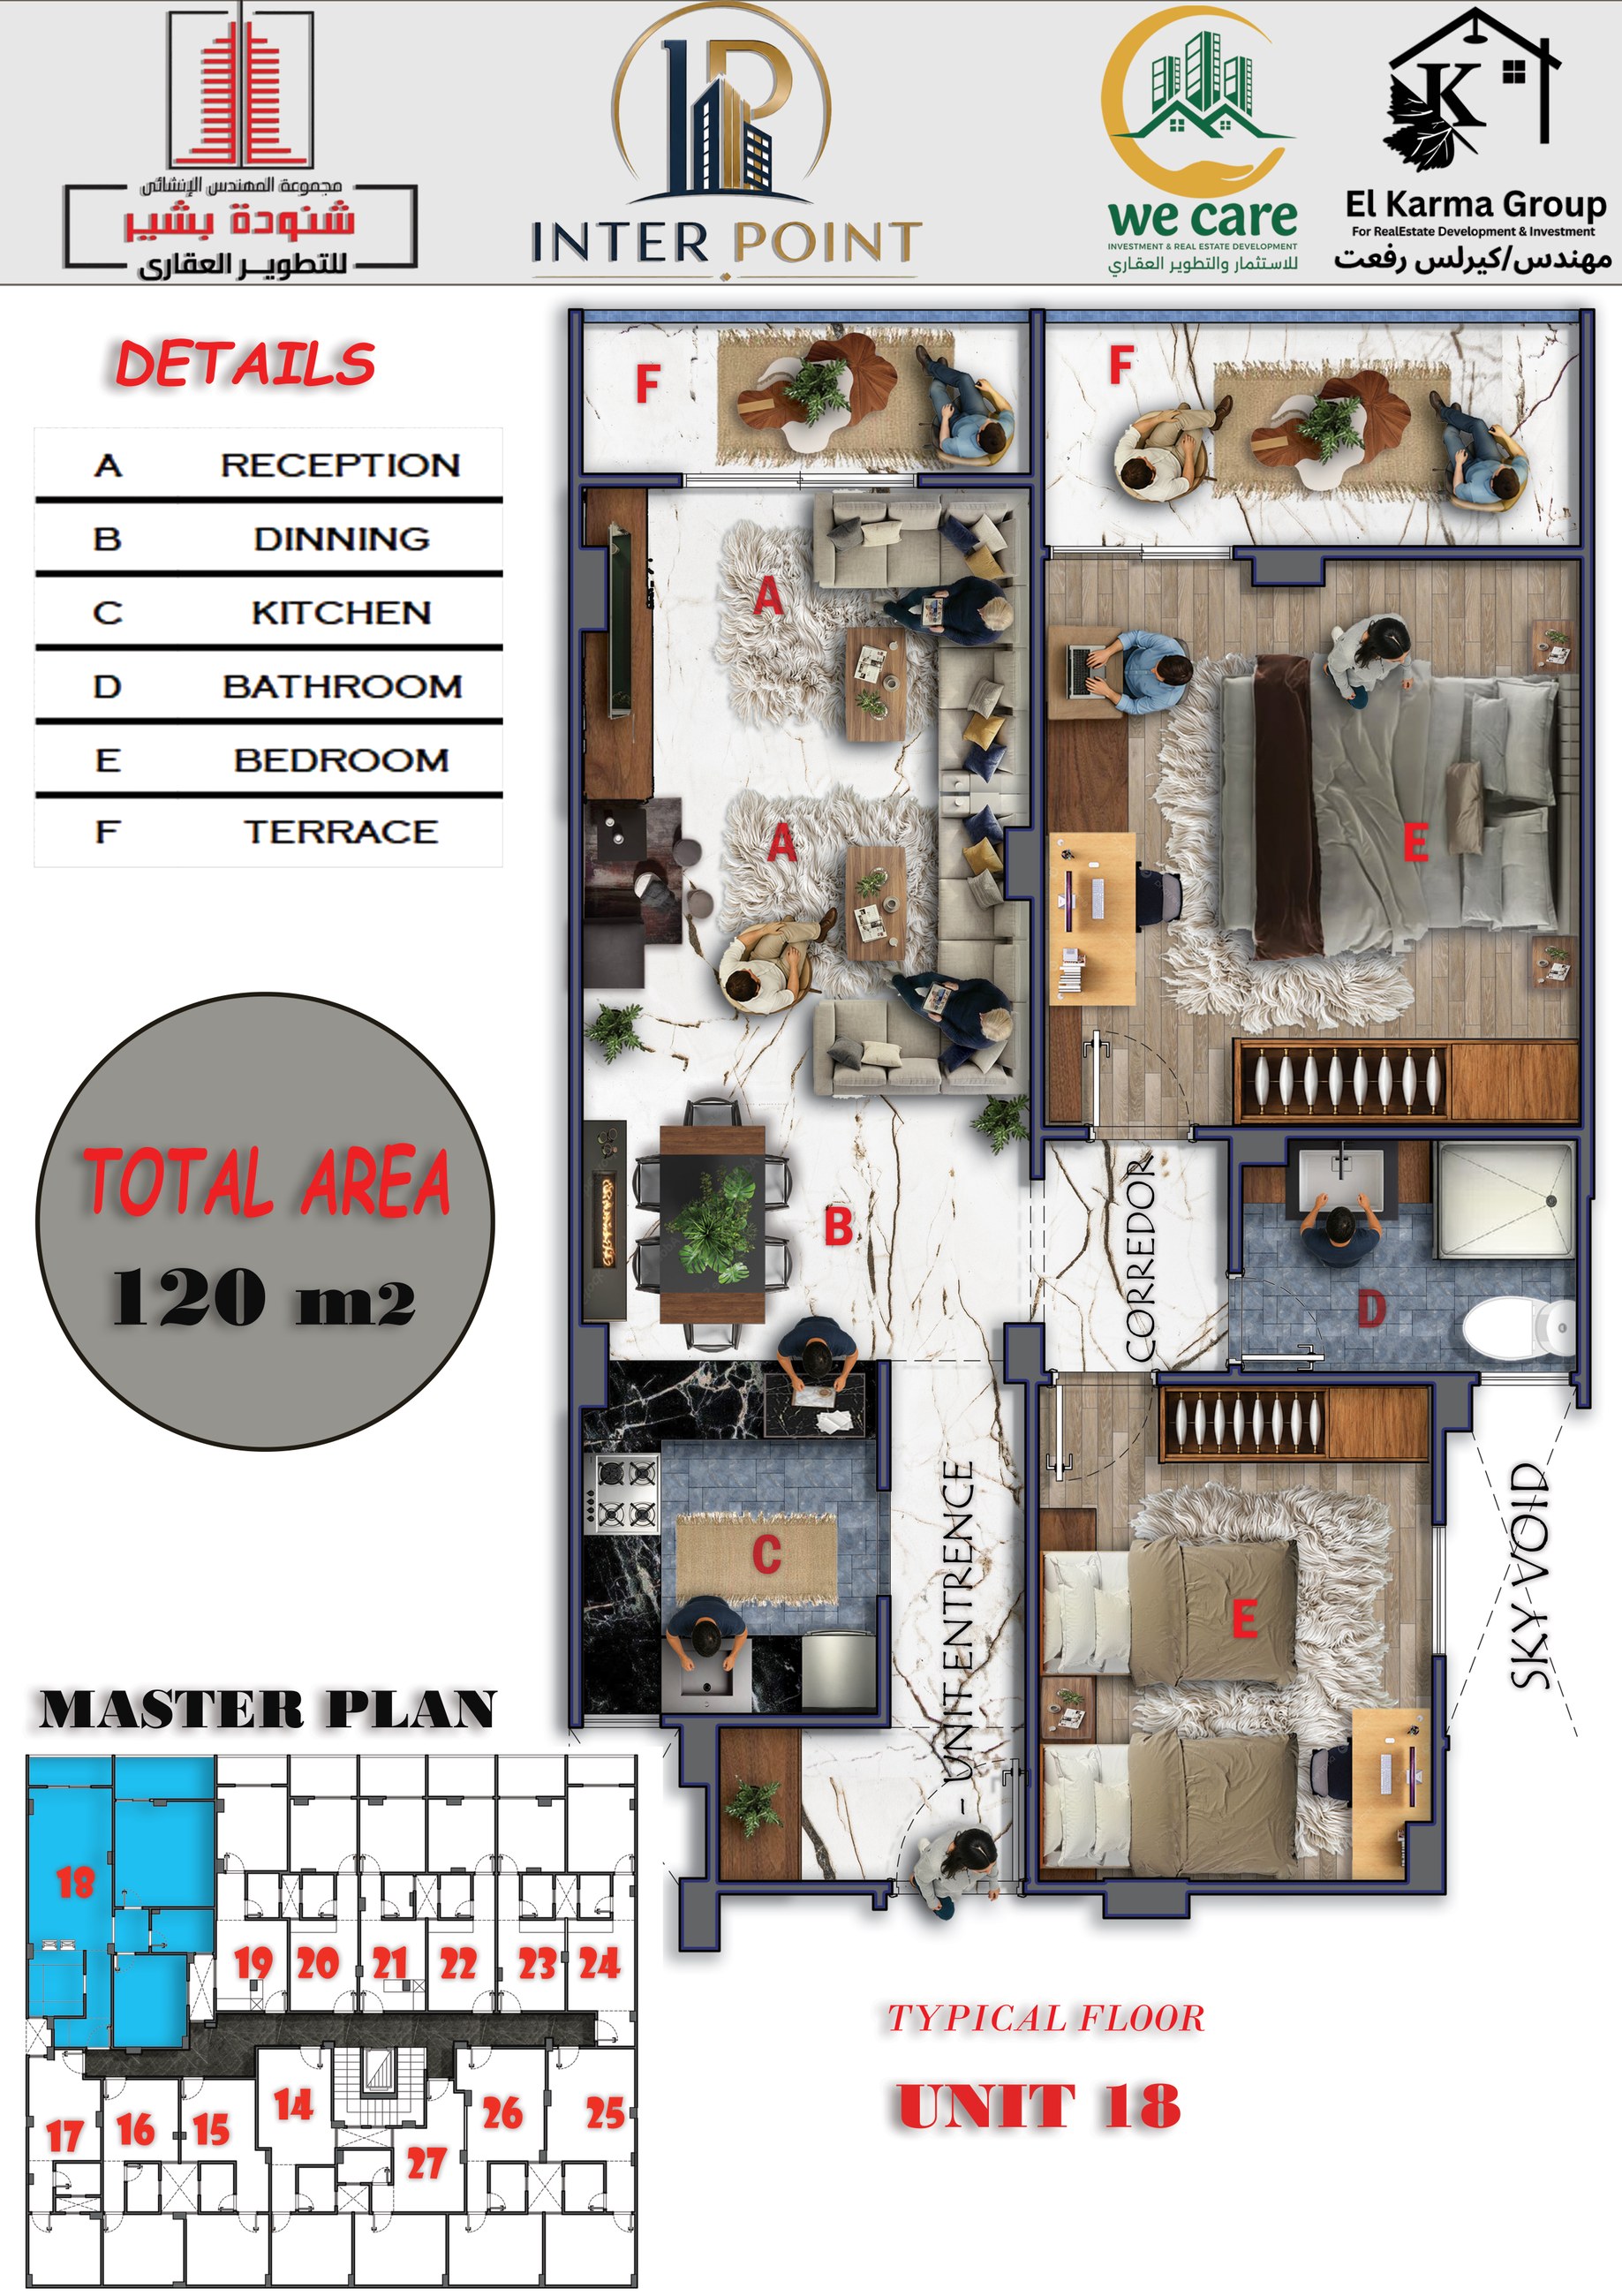 مجموعة المهندس الإنشائى
شنودة بشير
للتطوير العقارى
INTER POINT
we care
INVESTMENT & REAL ESTATE DEVELOPMENT
للاستثمار والتطوير العقاري
K
El Karma Group
For RealEstate Development & Investment
مهندس/كيرلس رفعت
DETAILS
A RECEPTION
B DINNING
C KITCHEN
D BATHROOM
E BEDROOM
F TERRACE
TOTAL AREA
120 m2
F
F
A
A
E
B
CORREDOR
D
C
UNIT ENTRENCE
E
SKY VOID
MASTER PLAN
18
19 20 21 22 23 24
17 16 15 14 27 26 25
TYPICAL FLOOR
UNIT 18